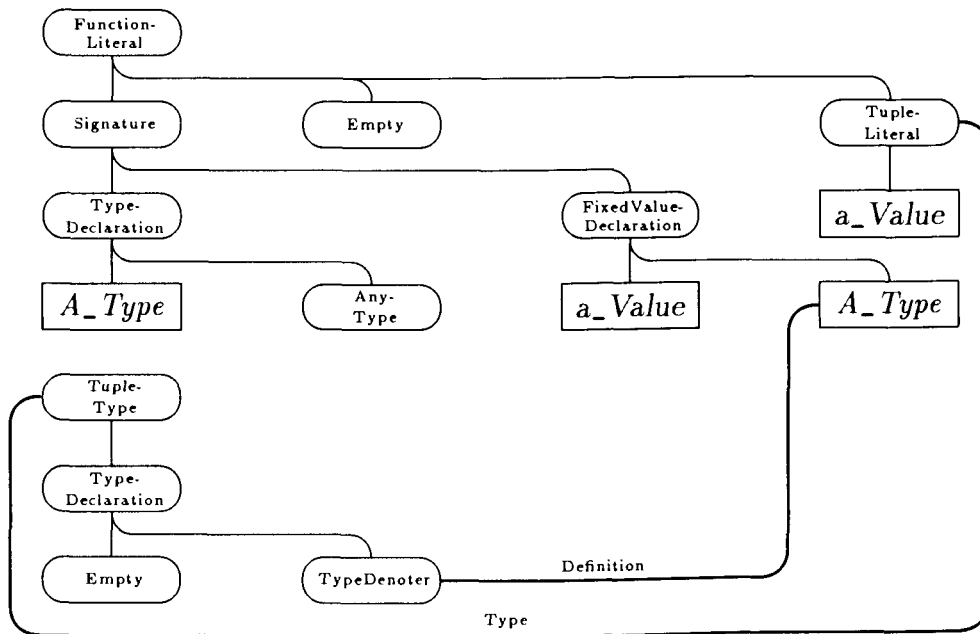 Function-
Literal
Signature
Empty
Tuple-
Literal
Type-
Declaration
FixedValue-
Declaration
a_Value
A_Type
Any-
Type
a_Value
A_Type
Tuple-
Type
Type-
Declaration
Empty
TypeDenoter
Definition
Type